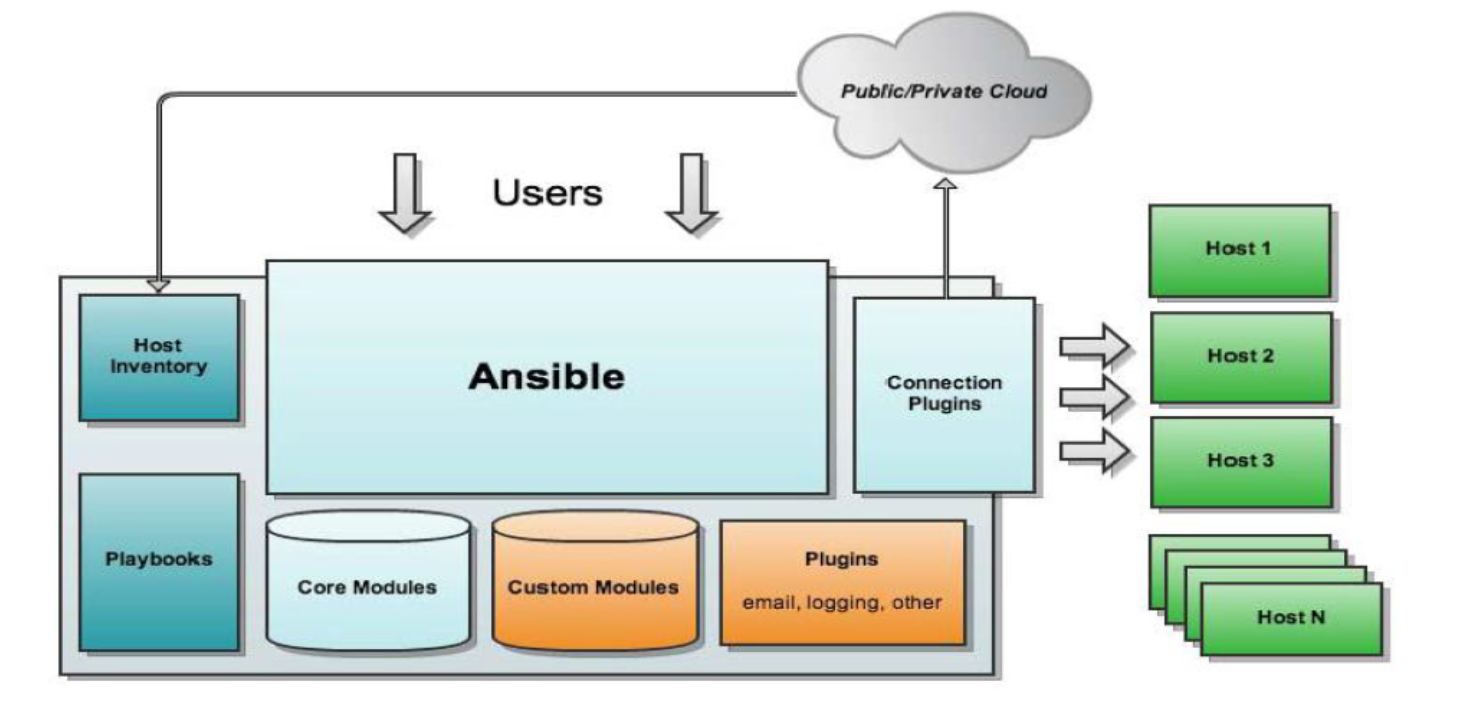 Public/Private Cloud
Users
Host 1
Host
Inventory
Ansible
Connection
Plugins
Host 2
Host 3
Playbooks
Core Modules
Custom Modules
Plugins
email, logging, other
Host N